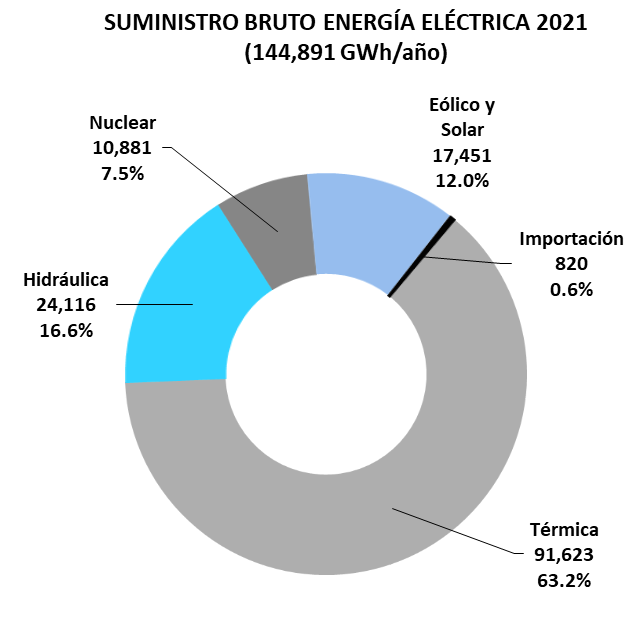 SUMINISTRO BRUTO ENERGÍA ELÉCTRICA 2021
(144,891 GWh/año)
Eólico y
Solar
17,451
12.0%
Nuclear
10,881
7.5%
Importación
820
0.6%
Hidráulica
24,116
16.6%
Térmica
91,623
63.2%